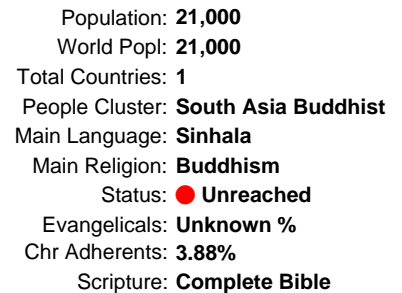 Population: 21,000
World Popl: 21,000
Total Countries: 1
People Cluster: South Asia Buddhist
Main Language: Sinhala
Main Religion: Buddhism
Status: Unreached
Evangelicals: Unknown %
Chr Adherents: 3.88%
Scripture: Complete Bible